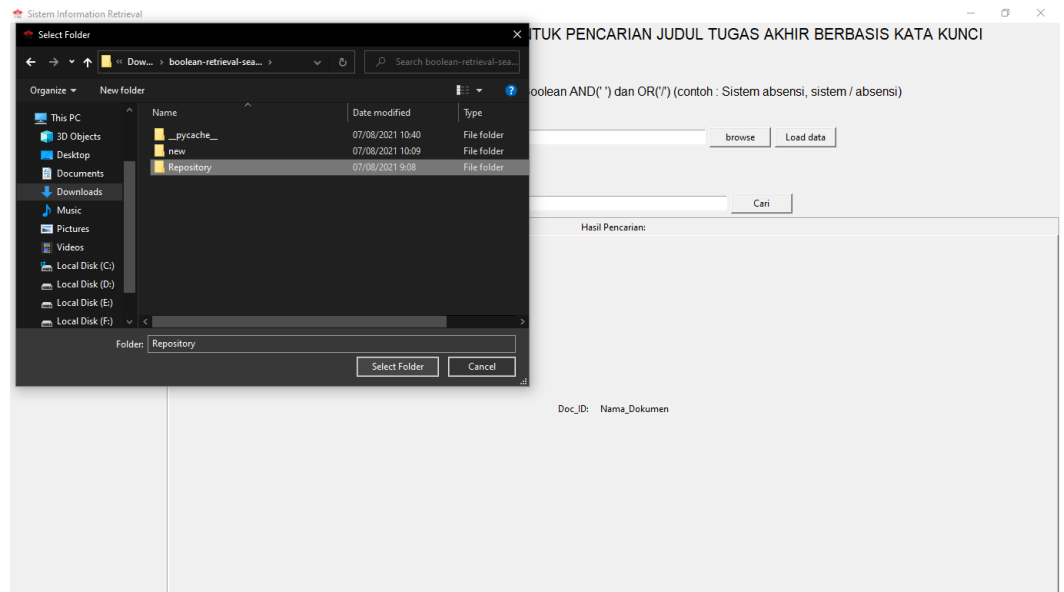 Sistem Information Retrieval
Select Folder
TUK PENCARIAN JUDUL TUGAS AKHIR BERBASIS KATA KUNCI
« Dow... › boolean-retrieval-sea... ›
Search boolean-retrieval-sea...
Organize
New folder
oolean AND(' ') dan OR('/') (contoh : Sistem absensi, sistem / absensi)
Name
Date modified
Type
This PC
3D Objects
Desktop
Documents
Downloads
Music
Pictures
Videos
Local Disk (C:)
Local Disk (D:)
Local Disk (E:)
Local Disk (F:)
__pycache__ 07/08/2021 10:40 File folder
new 07/08/2021 10:09 File folder
Repository 07/08/2021 9:08 File folder
browse
Load data
Cari
Hasil Pencarian:
Folder: Repository
Select Folder
Cancel
Doc_ID: Nama_Dokumen